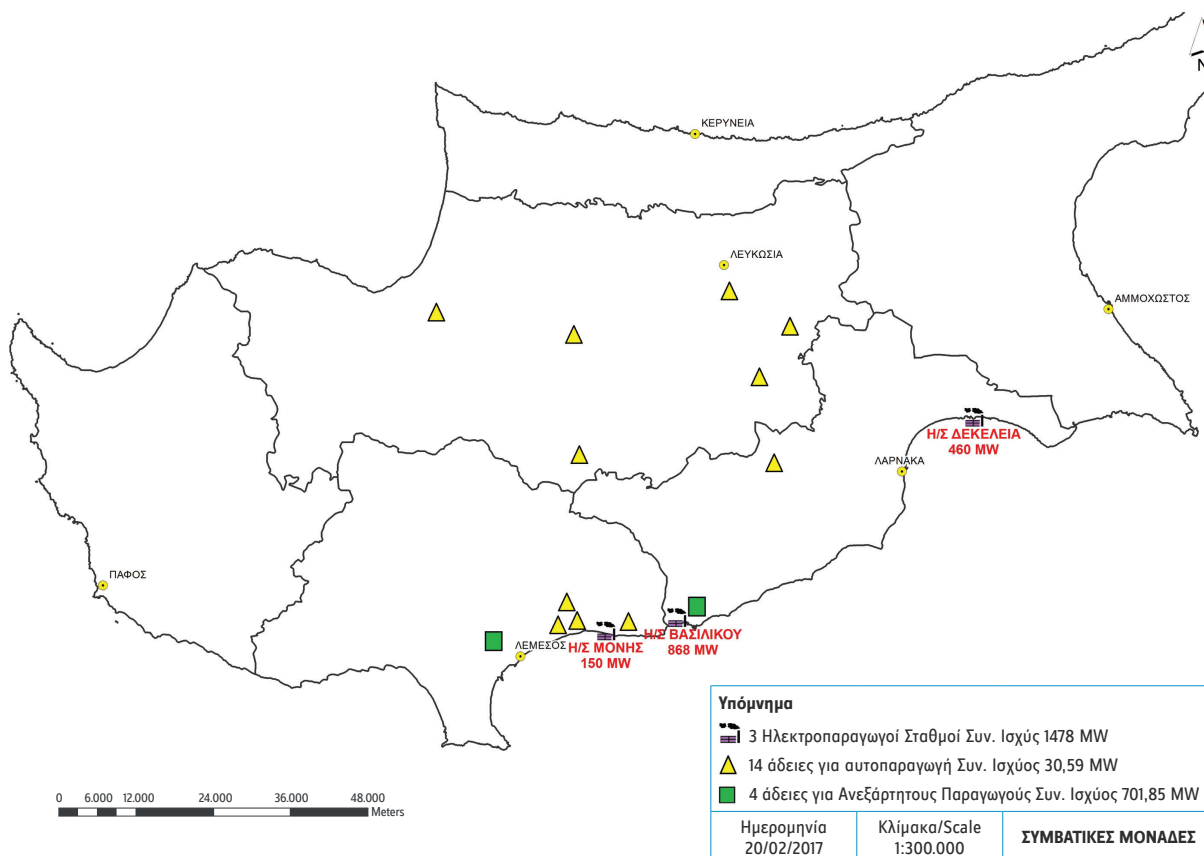 N
ΚΕΡΥΝΕΙΑ
ΛΕΥΚΩΣΙΑ
ΑΜΜΟΧΩΣΤΟΣ
Η/Σ ΔΕΚΕΛΕΙΑ
460 MW
ΛΑΡΝΑΚΑ
ΠΑΦΟΣ
ΛΕΜΕΣΟΣ
Η/Σ ΜΟΝΗΣ
150 MW
Η/Σ ΒΑΣΙΛΙΚΟΥ
868 MW
Υπόμνημα
3 Ηλεκτροπαραγωγοί Σταθμοί Συν. Ισχύς 1478 MW
14 άδειες για αυτοπαραγωγή Συν. Ισχύος 30,59 MW
4 άδειες για Ανεξάρτητους Παραγωγούς Συν. Ισχύος 701,85 MW
0 6.000 12.000 24.000 36.000 48.000
Meters
Ημερομηνία
20/02/2017
Κλίμακα/Scale
1:300.000
ΣΥΜΒΑΤΙΚΕΣ ΜΟΝΑΔΕΣ